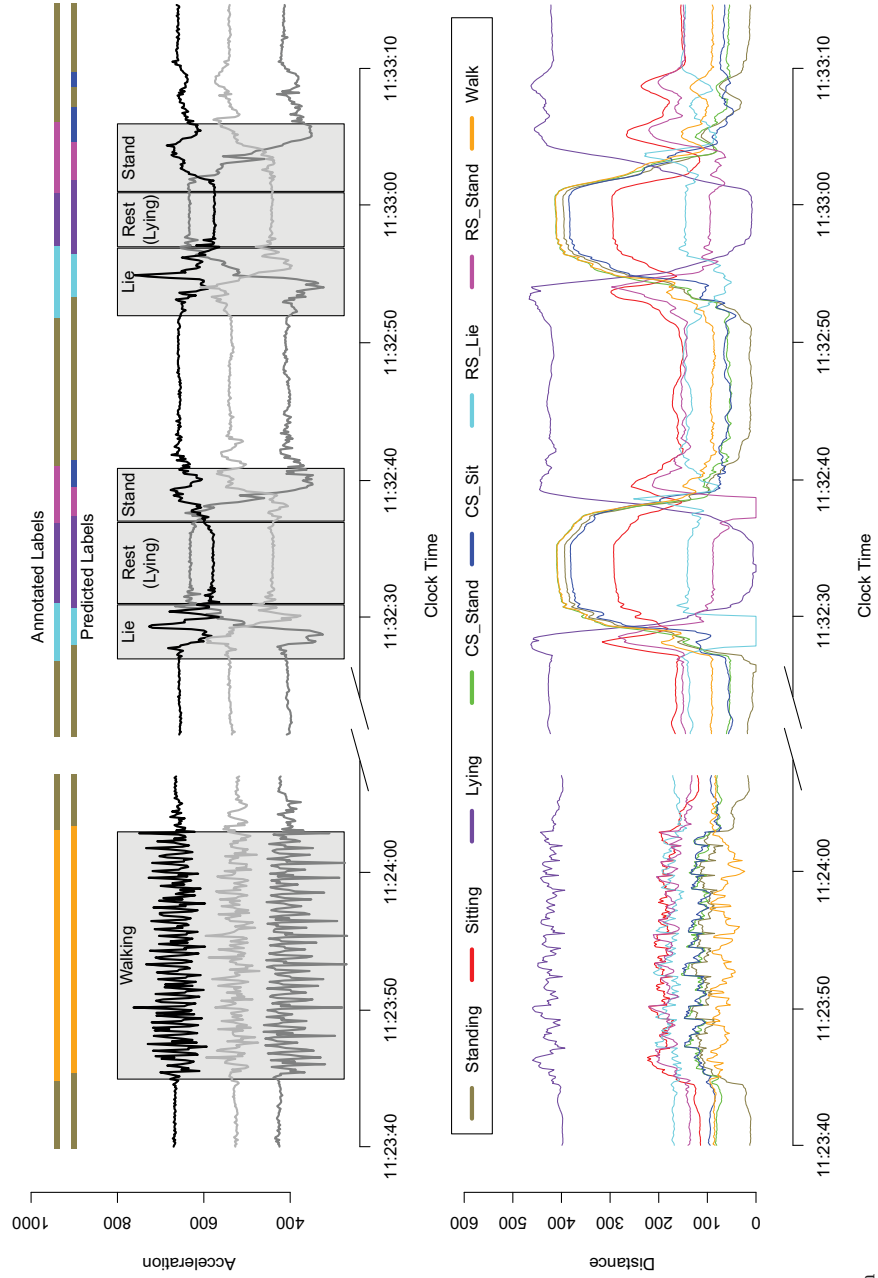 Annotated Labels
Predicted Labels
Walking
Lie
Rest
(Lying)
Stand
Lie
Rest
(Lying)
Stand
Acceleration
1000
800
600
400
11:23:40
11:23:50
11:24:00
11:32:30
11:32:40
11:32:50
11:33:00
11:33:10
Clock Time
Standing
Sitting
Lying
CS_Stand
CS_Sit
RS_Lie
RS_Stand
Walk
Distance
600
500
400
300
200
100
0
11:23:40
11:23:50
11:24:00
11:32:30
11:32:40
11:32:50
11:33:00
11:33:10
Clock Time